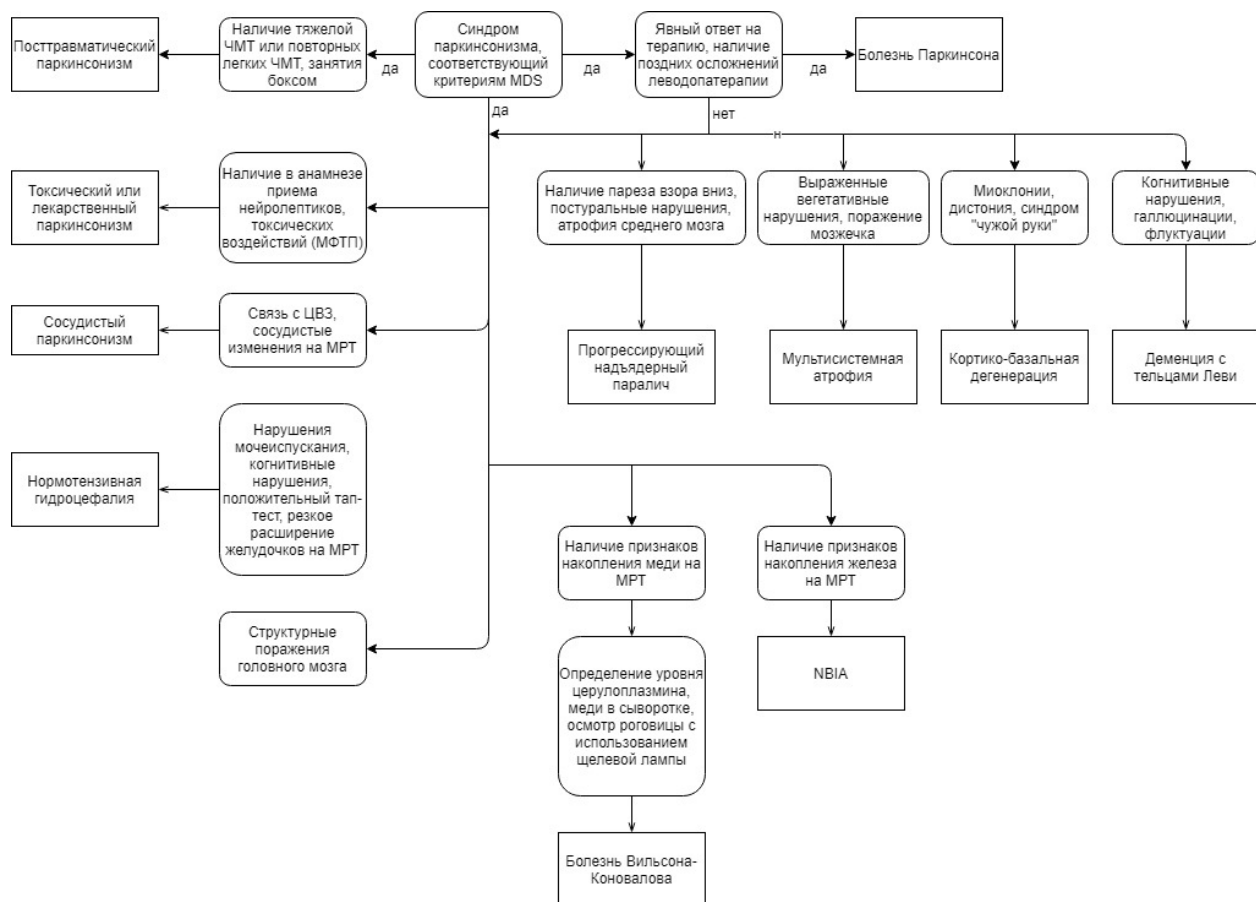 Посттравматический
паркинсонизм
Наличие тяжелой
ЧМТ или повторных
легких ЧМТ, занятия
боксом
да
Синдром
паркинсонизма,
соответствующий
критериям MDS
да
Явный ответ на
терапию, наличие
поздних осложнений
леводопатерапии
да
Болезнь Паркинсона
да
нет
Токсический или
лекарственный
паркинсонизм
Наличие в анамнезе
приема
нейролептиков,
токсических
воздействий (МФТП)
Наличие пареза взора вниз,
постуральные нарушения,
атрофия среднего мозга
Выраженные
вегетативные
нарушения, поражение
мозжечка
Миоклонии,
дистония, синдром
"чужой руки"
Когнитивные
нарушения,
галлюцинации,
флуктуации
Сосудистый
паркинсонизм
Связь с ЦВЗ,
сосудистые
изменения на МРТ
Прогрессирующий
надъядерный
паралич
Мультисистемная
атрофия
Кортико-базальная
дегенерация
Деменция с
тельцами Леви
Нормотензивная
гидроцефалия
Нарушения
мочеиспускания,
когнитивные
нарушения,
положительный тап-
тест, резкое
расширение
желудочков на МРТ
Наличие признаков
накопления меди на
МРТ
Наличие признаков
накопления железа
на МРТ
Структурные
поражения
головного мозга
Определение уровня
церулоплазмина,
меди в сыворотке,
осмотр роговицы с
использованием
щелевой лампы
NBIA
Болезнь Вильсона-
Коновалова